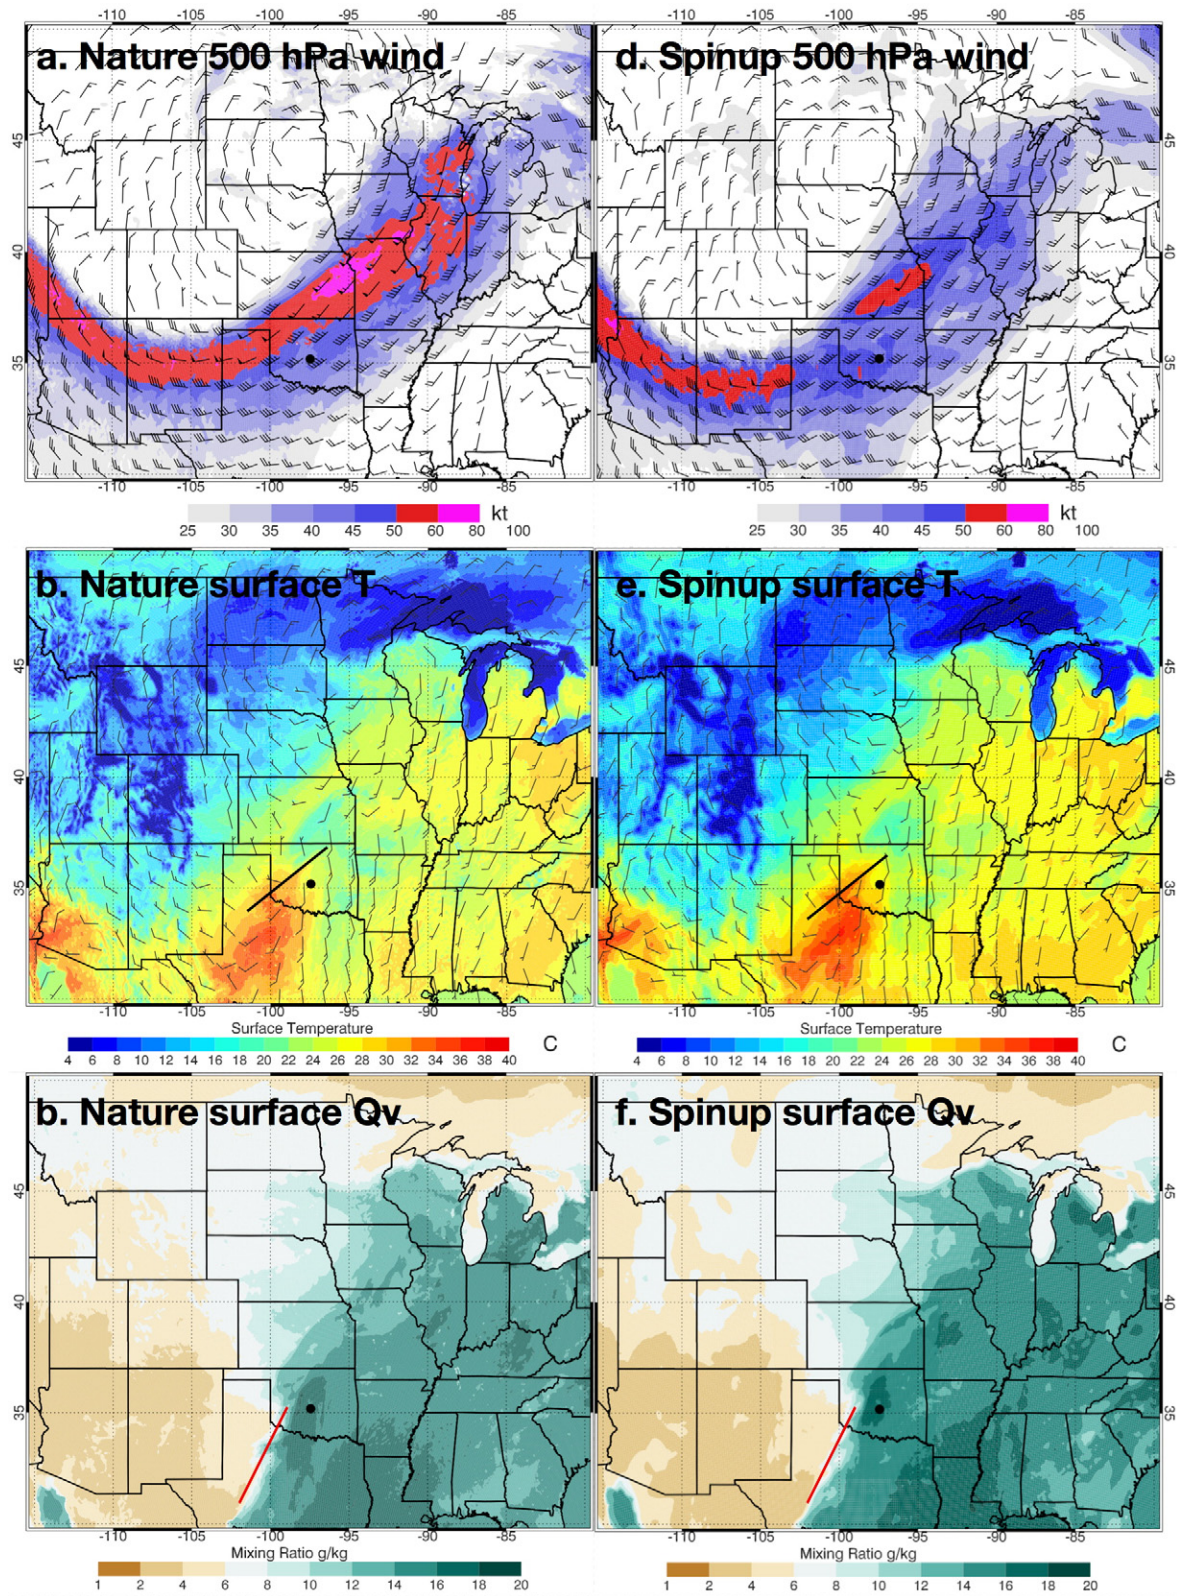 -110 -105 -100 -95 -90 -85 -110 -105 -100 -95 -90 -85
a. Nature 500 hPa wind d. Spinup 500 hPa wind
45 45
40 40
35 35
-110 -105 -100 -95 -90 -85 -110 -105 -100 -95 -90 -85
kt kt
25 30 35 40 45 50 60 80 100 25 30 35 40 45 50 60 80 100
b. Nature surface T e. Spinup surface T
45 45
40 40
35 35
-110 -105 -100 -95 -90 -85 -110 -105 -100 -95 -90 -85
Surface Temperature Surface Temperature
C C
4 6 8 10 12 14 16 18 20 22 24 26 28 30 32 34 36 38 40 4 6 8 10 12 14 16 18 20 22 24 26 28 30 32 34 36 38 40
b. Nature surface Qv f. Spinup surface Qv
45 45
40 40
35 35
-110 -105 -100 -95 -90 -85 -110 -105 -100 -95 -90 -85
Mixing Ratio g/kg Mixing Ratio g/kg
1 2 4 6 8 10 12 14 16 18 20 1 2 4 6 8 10 12 14 16 18 20